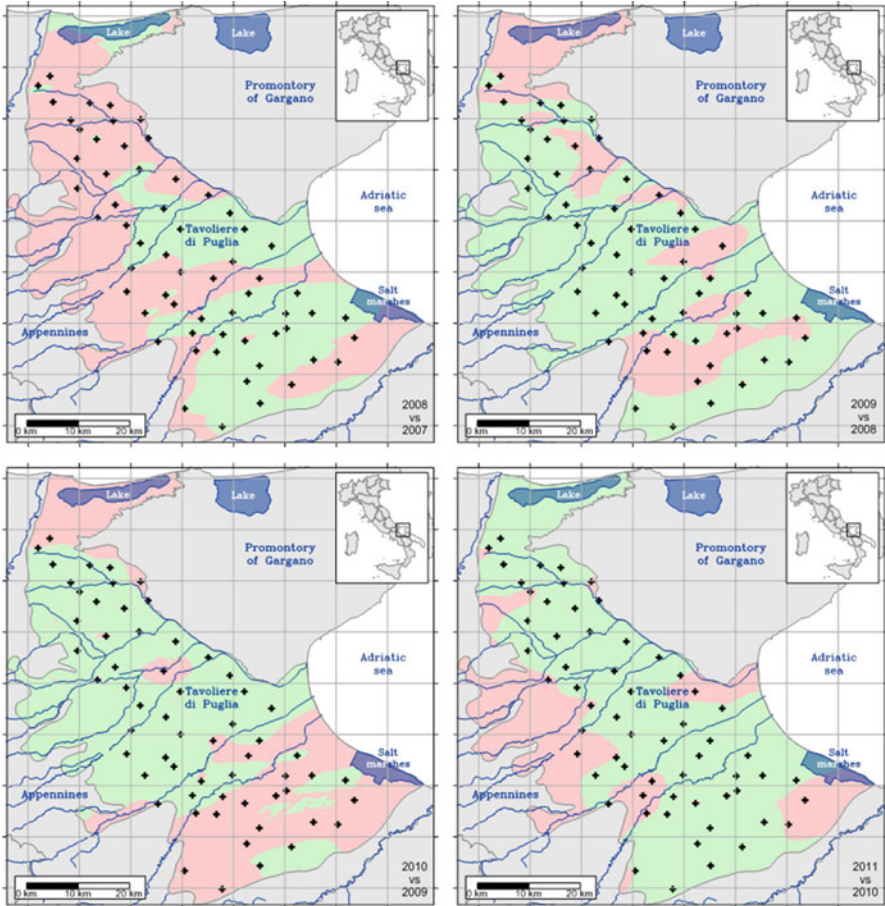 Lake
Lake
Promontory
of Gargano
Adriatic
sea
Tavoliere
di Puglia
Salt
marshes
Appennines
0 km 10 km 20 km
2008
vs
2007
Lake
Lake
Promontory
of Gargano
Adriatic
sea
Tavoliere
di Puglia
Salt
marshes
Appennines
0 km 10 km 20 km
2009
vs
2008
Lake
Lake
Promontory
of Gargano
Adriatic
sea
Tavoliere
di Puglia
Salt
marshes
Appennines
0 km 10 km 20 km
2010
vs
2009
Lake
Lake
Promontory
of Gargano
Adriatic
sea
Tavoliere
di Puglia
Salt
marshes
Appennines
0 km 10 km 20 km
2011
vs
2010